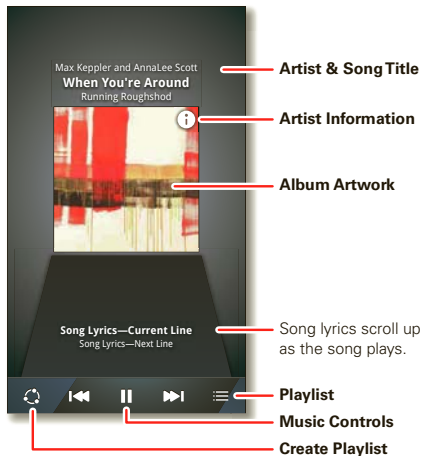 Max Keppler and AnnaLee Scott
When You're Around
Running Roughshod
Artist & Song Title
Artist Information
Album Artwork
Song Lyrics—Current Line
Song Lyrics—Next Line
Song lyrics scroll up
as the song plays.
Playlist
Music Controls
Create Playlist